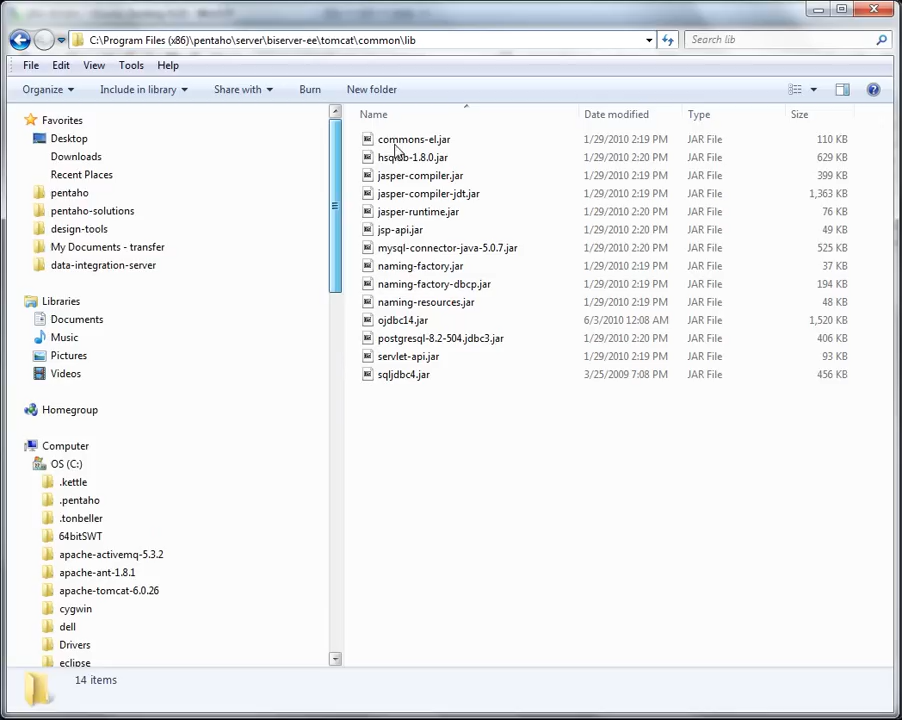 C:\Program Files (x86)\pentaho\server\biserver-ee\tomcat\common\lib
Search lib
File Edit View Tools Help
Organize Include in library Share with Burn New folder
Favorites
Desktop
Downloads
Recent Places
pentaho
pentaho-solutions
design-tools
My Documents - transfer
data-integration-server
Libraries
Documents
Music
Pictures
Videos
Homegroup
Computer
OS (C:)
.kettle
.pentaho
.tonbeller
64bitSWT
apache-activemq-5.3.2
apache-ant-1.8.1
apache-tomcat-6.0.26
cygwin
dell
Drivers
eclipse
Name Date modified Type Size
commons-el.jar 1/29/2010 2:19 PM JAR File 110 KB
hsqldb-1.8.0.jar 1/29/2010 2:20 PM JAR File 629 KB
jasper-compiler.jar 1/29/2010 2:20 PM JAR File 399 KB
jasper-compiler-jdt.jar 1/29/2010 2:19 PM JAR File 1,363 KB
jasper-runtime.jar 1/29/2010 2:20 PM JAR File 76 KB
jsp-api.jar 1/29/2010 2:20 PM JAR File 49 KB
mysql-connector-java-5.0.7.jar 1/29/2010 2:20 PM JAR File 525 KB
naming-factory.jar 1/29/2010 2:19 PM JAR File 37 KB
naming-factory-dbcp.jar 1/29/2010 2:19 PM JAR File 194 KB
naming-resources.jar 1/29/2010 2:19 PM JAR File 48 KB
ojdbc14.jar 6/3/2010 12:08 AM JAR File 1,520 KB
postgresql-8.2-504.jdbc3.jar 1/29/2010 2:20 PM JAR File 406 KB
servlet-api.jar 1/29/2010 2:19 PM JAR File 93 KB
sqljdbc4.jar 3/25/2009 7:08 PM JAR File 456 KB
14 items